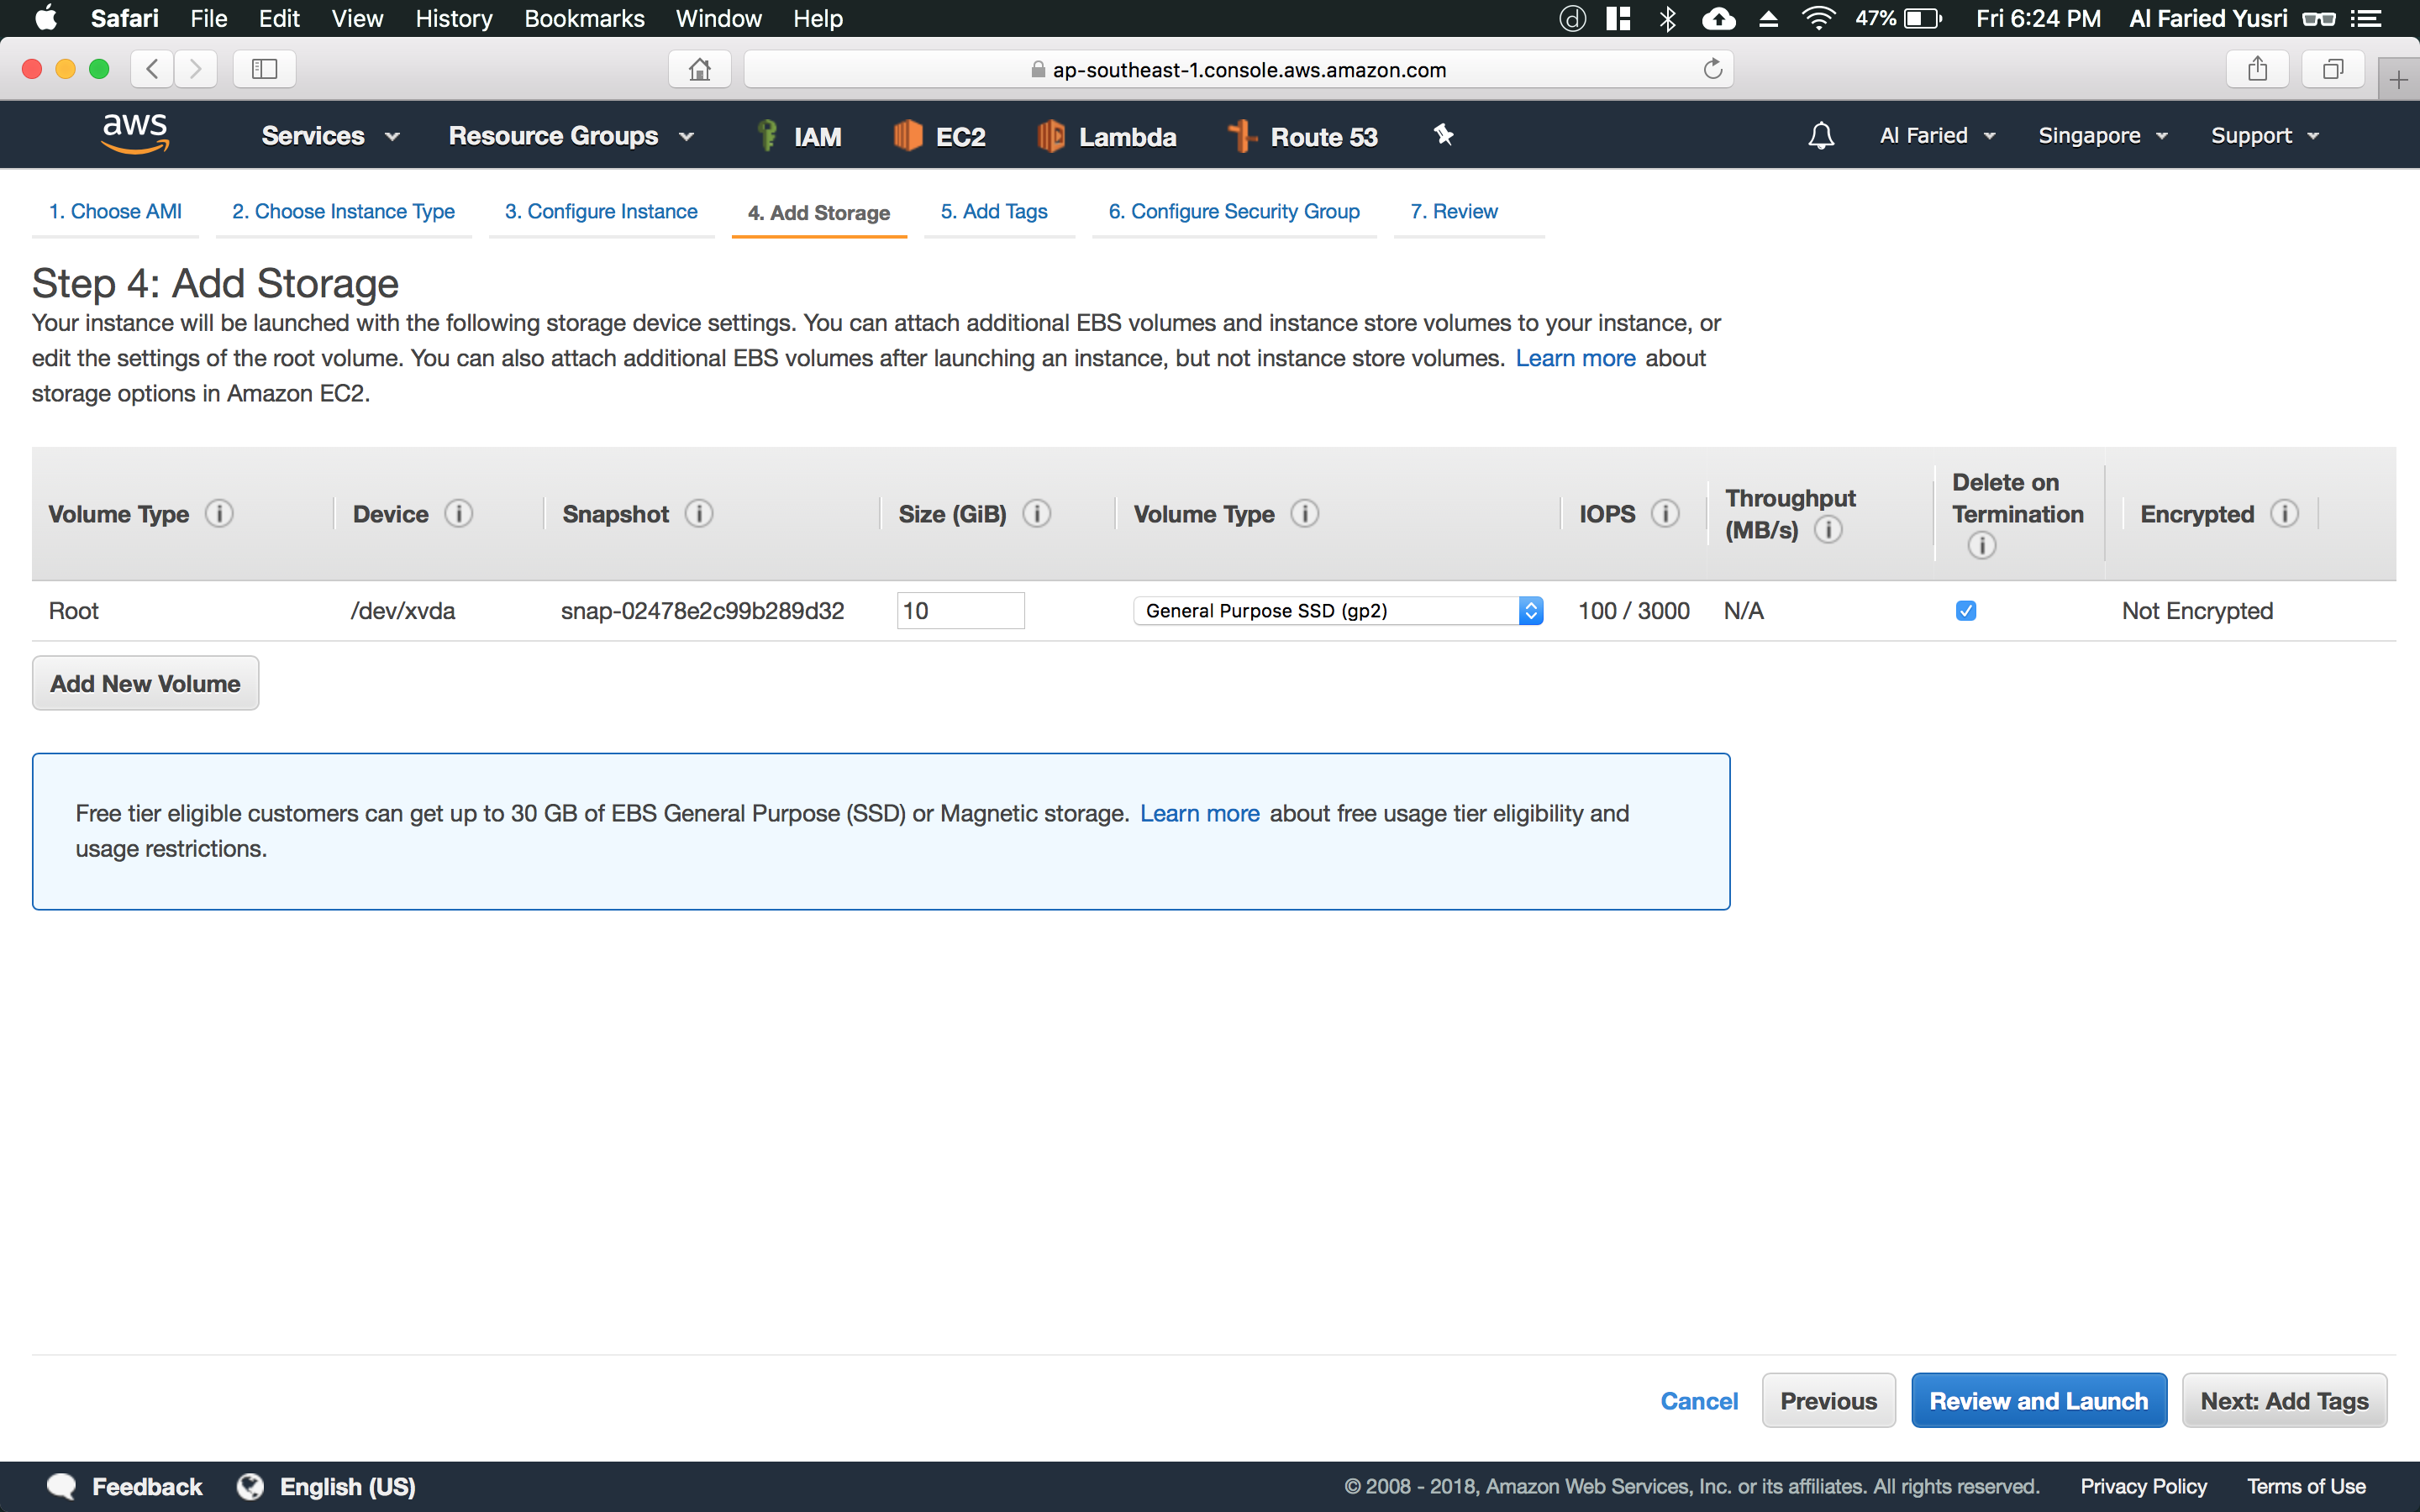 Safari File Edit View History Bookmarks Window Help 47% Fri 6:24 PM Al Faried Yusri
ap-southeast-1.console.aws.amazon.com
aws Services Resource Groups IAM EC2 Lambda Route 53 Al Faried Singapore Support
1. Choose AMI 2. Choose Instance Type 3. Configure Instance 4. Add Storage 5. Add Tags 6. Configure Security Group 7. Review
Step 4: Add Storage
Your instance will be launched with the following storage device settings. You can attach additional EBS volumes and instance store volumes to your instance, or
edit the settings of the root volume. You can also attach additional EBS volumes after launching an instance, but not instance store volumes. Learn more about
storage options in Amazon EC2.
Volume Type Device Snapshot Size (GiB) Volume Type IOPS Throughput (MB/s) Delete on Termination Encrypted
Root /dev/xvda snap-02478e2c99b289d32 10 General Purpose SSD (gp2) 100 / 3000 N/A Not Encrypted
Add New Volume
Free tier eligible customers can get up to 30 GB of EBS General Purpose (SSD) or Magnetic storage. Learn more about free usage tier eligibility and
usage restrictions.
Cancel Previous Review and Launch Next: Add Tags
Feedback English (US) © 2008 - 2018, Amazon Web Services, Inc. or its affiliates. All rights reserved. Privacy Policy Terms of Use